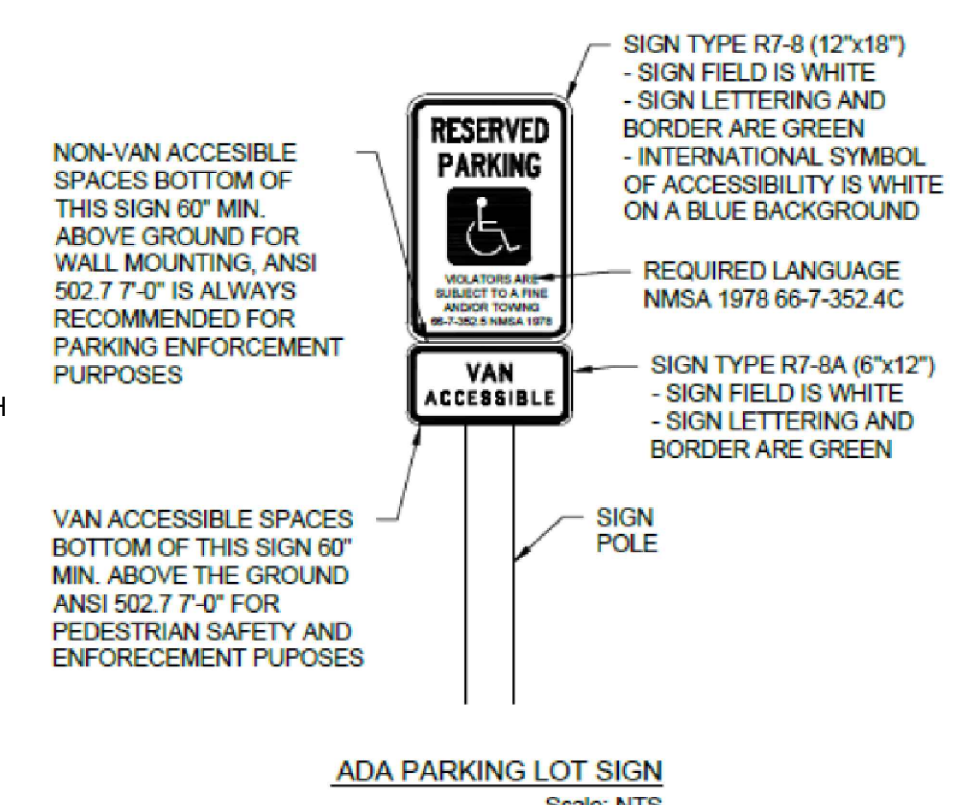 SIGN TYPE R7-8 (12"x18")
- SIGN FIELD IS WHITE
- SIGN LETTERING AND
BORDER ARE GREEN
- INTERNATIONAL SYMBOL
OF ACCESSIBILITY IS WHITE
ON A BLUE BACKGROUND
NON-VAN ACCESIBLE
SPACES BOTTOM OF
THIS SIGN 60" MIN.
ABOVE GROUND FOR
WALL MOUNTING, ANSI
502.7 7'-0" IS ALWAYS
RECOMMENDED FOR
PARKING ENFORCEMENT
PURPOSES
RESERVED
PARKING
VIOLATORS ARE
SUBJECT TO A FINE
AND/OR TOWING
66-7-352.5 NMSA 1978
REQUIRED LANGUAGE
NMSA 1978 66-7-352.4C
VAN
ACCESSIBLE
SIGN TYPE R7-8A (6"x12")
- SIGN FIELD IS WHITE
- SIGN LETTERING AND
BORDER ARE GREEN
H
VAN ACCESSIBLE SPACES
BOTTOM OF THIS SIGN 60"
MIN. ABOVE THE GROUND
ANSI 502.7 7'-0" FOR
PEDESTRIAN SAFETY AND
ENFORECEMENT PUPOSES
SIGN
POLE
ADA PARKING LOT SIGN
Scale: NTS